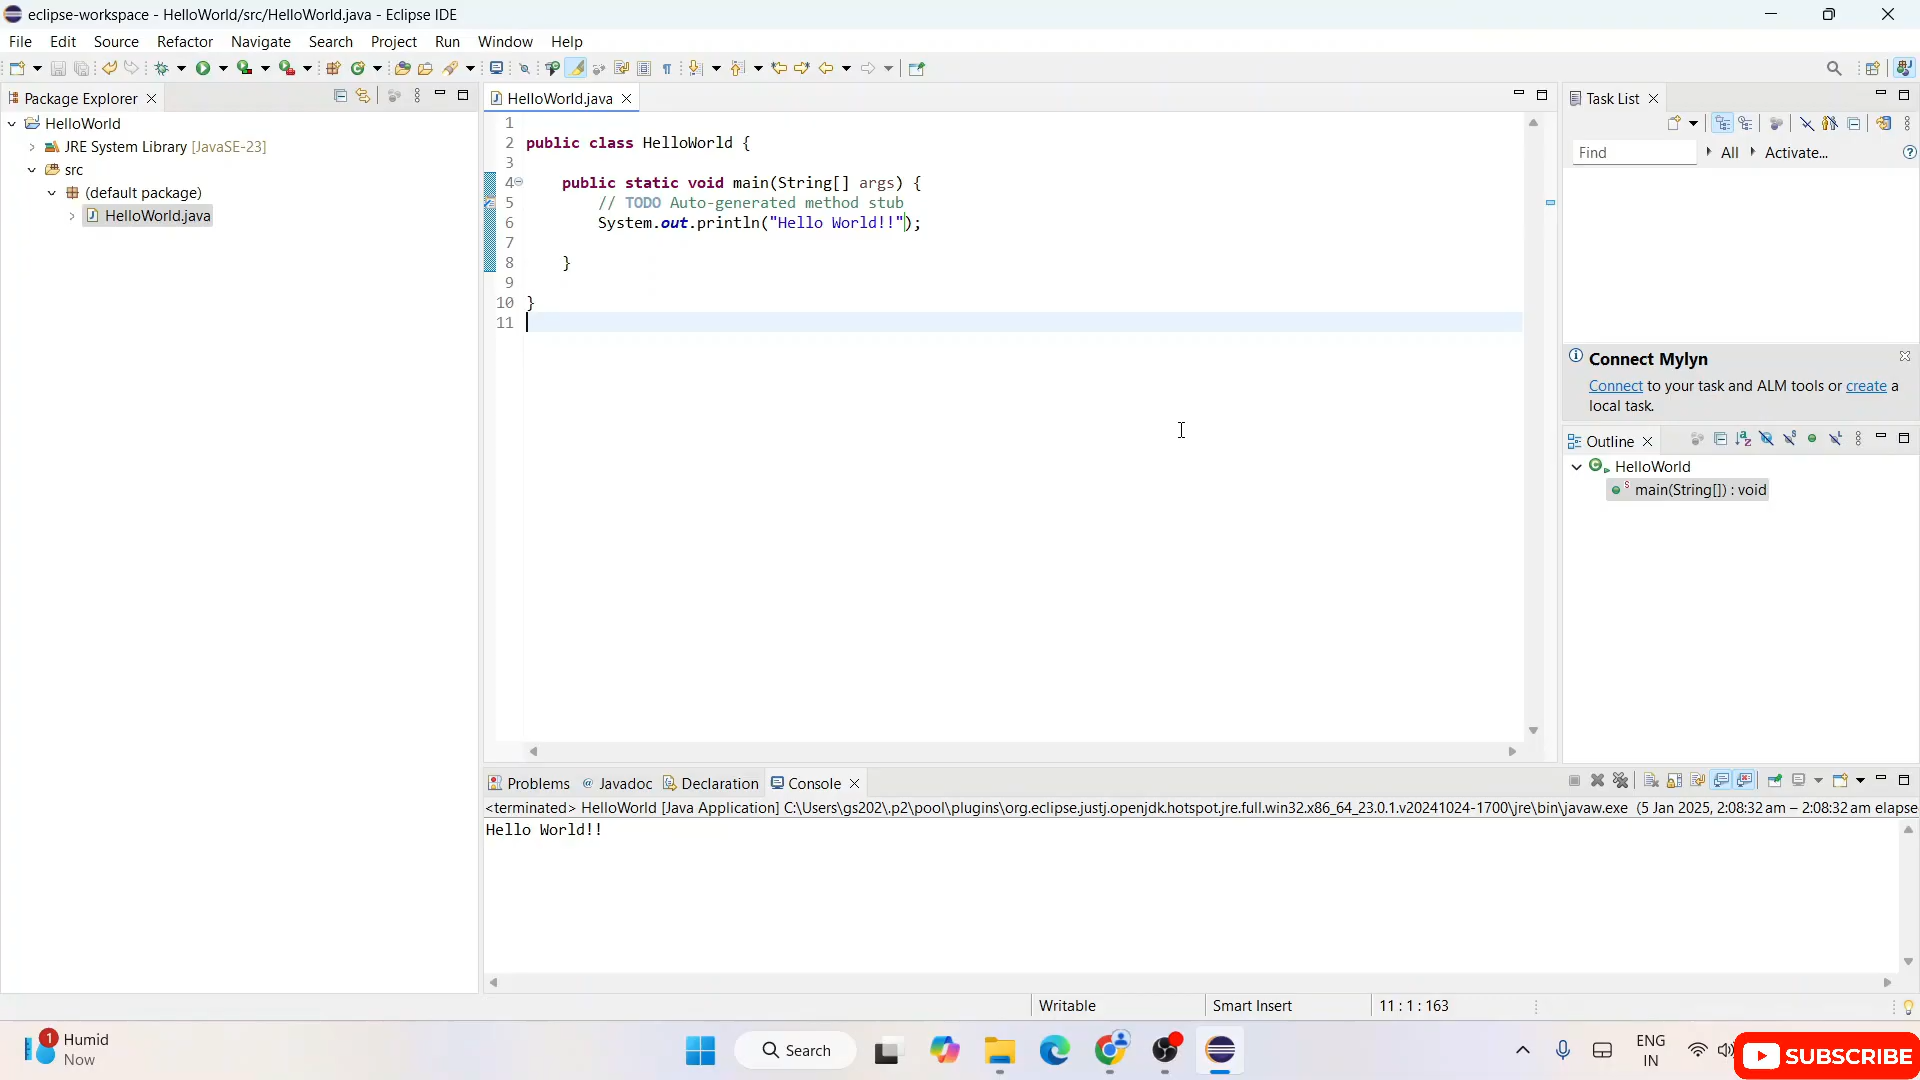 eclipse-workspace - HelloWorld/src/HelloWorld.java - Eclipse IDE
File Edit Source Refactor Navigate Search Project Run Window Help
Package Explorer
HelloWorld
JRE System Library [JavaSE-23]
src
(default package)
HelloWorld.java
HelloWorld.java
1
2 public class HelloWorld {
3
4 public static void main(String[] args) {
5 // TODO Auto-generated method stub
6 System.out.println("Hello World!!");
7
8 }
9
10 }
11
Task List
Find All Activate...
Connect Mylyn
Connect to your task and ALM tools or create a
local task.
Outline
HelloWorld
main(String[]) : void
Problems Javadoc Declaration Console
<terminated> HelloWorld [Java Application] C:\Users\gs202\.p2\pool\plugins\org.eclipse.justj.openjdk.hotspot.jre.full.win32.x86_64_23.0.1.v20241024-1700\jre\bin\javaw.exe (5 Jan 2025, 2:08:32 am – 2:08:32 am elapse
Hello World!!
Writable Smart Insert 11 : 1 : 163
1
Humid
Now
Search
ENG
IN
SUBSCRIBE